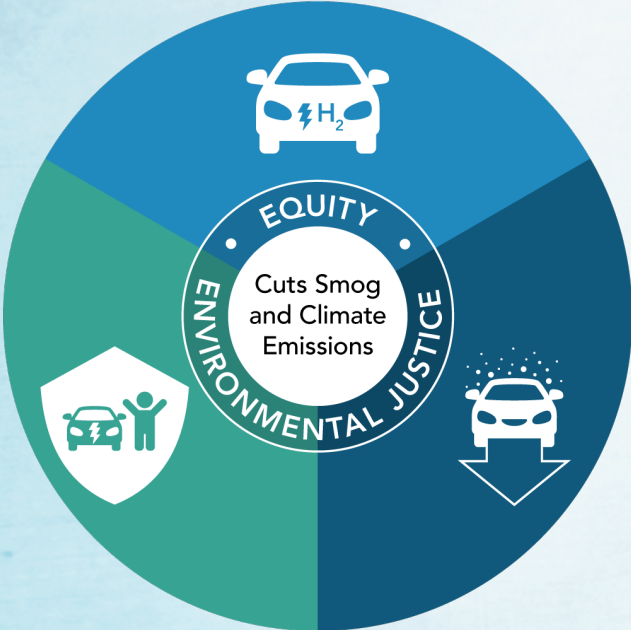 H₂
EQUITY
Cuts Smog
and Climate
Emissions
ENVIRONMENTAL JUSTICE